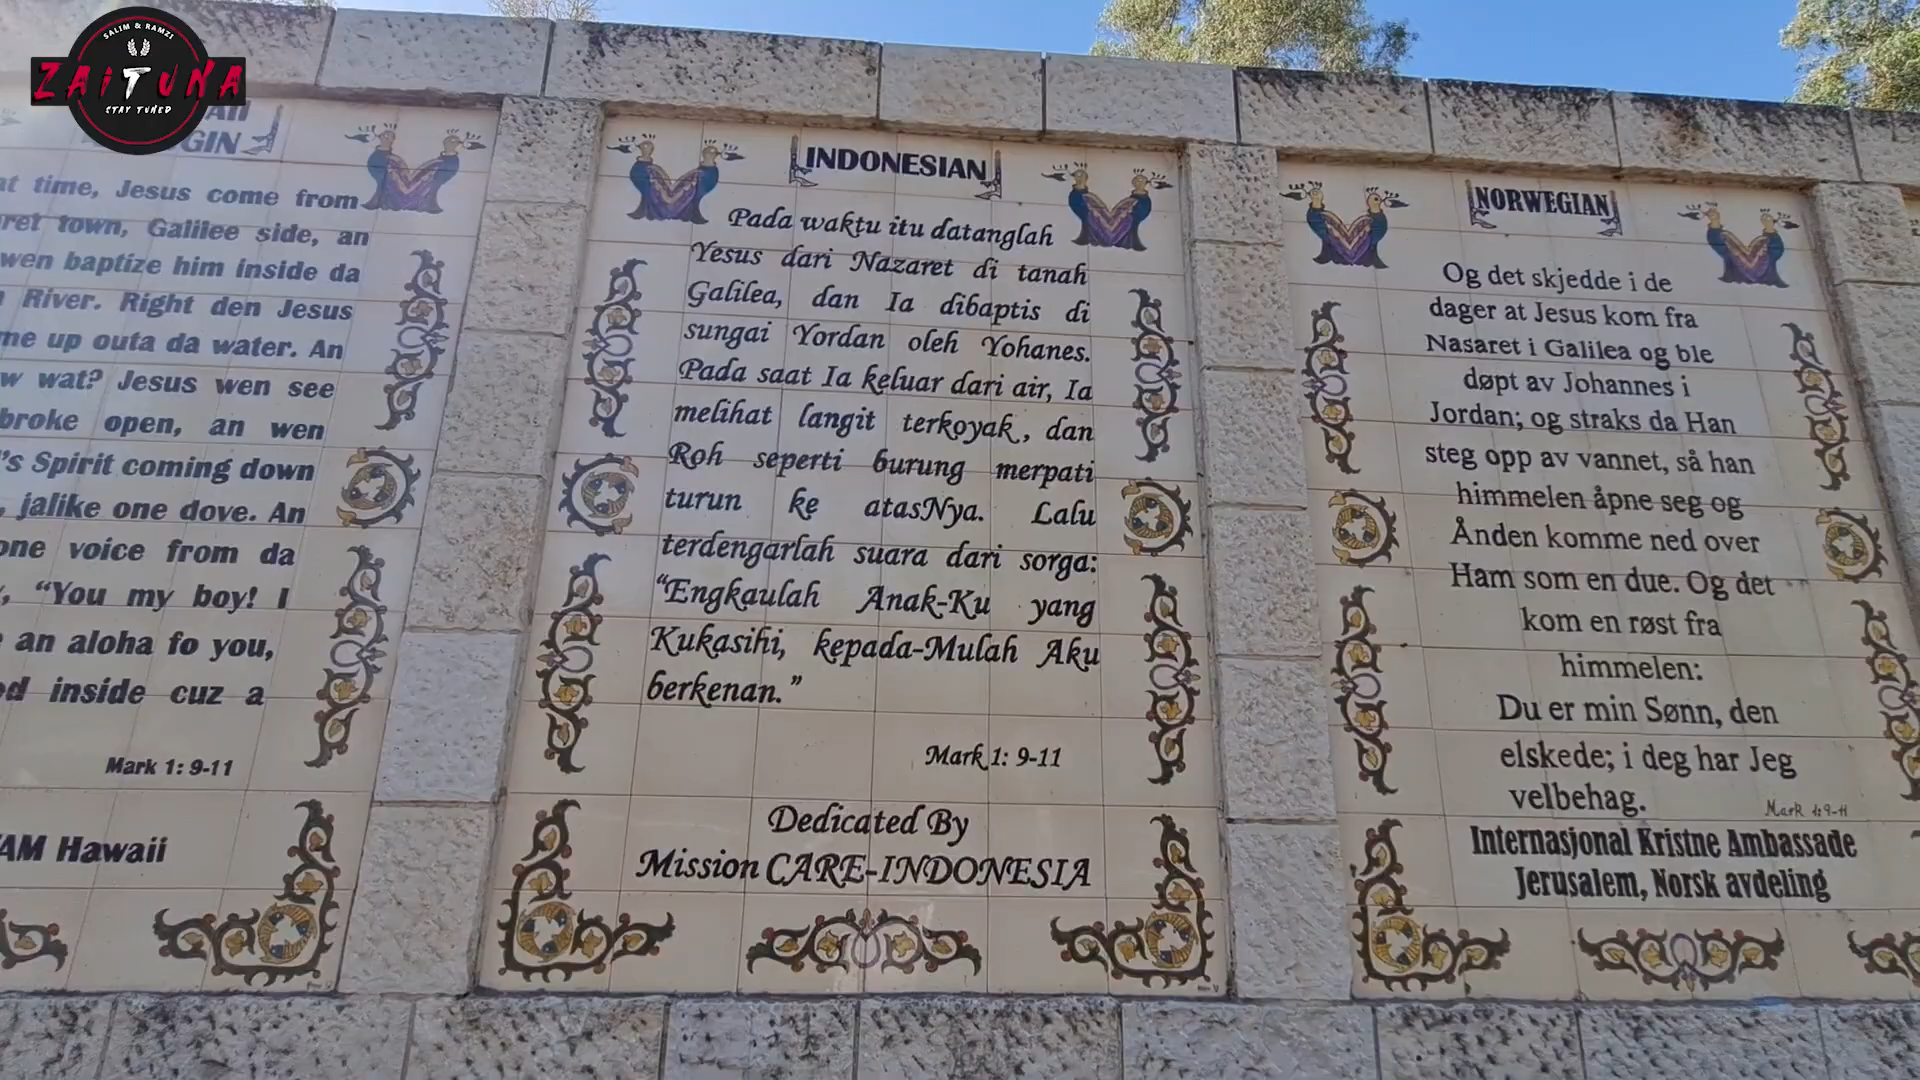 SALIM & RAMZI
ZAITUNA
STAY TUNED
time, Jesus come from
town, Galilee side, an
wen baptize him inside da
River. Right den Jesus
up outa da water. An
wat? Jesus wen see
broke open, an wen
Spirit coming down
jalike one dove. An
one voice from da
"You my boy! I
an aloha fo you,
inside cuz a
Mark 1: 9-11
Hawaii
INDONESIAN
Pada waktu itu datanglah
Yesus dari Nazaret di tanah
Galilea, dan Ia dibaptis di
sungai Yordan oleh Yohanes.
Pada saat Ia keluar dari air, Ia
melihat langit terkoyak, dan
Roh seperti burung merpati
turun ke atasNya. Lalu
terdengarlah suara dari sorga:
"Engkaulah Anak-Ku yang
Kukasihi, kepada-Mulah Aku
berkenan."
Mark 1: 9-11
Dedicated By
Mission CARE-INDONESIA
NORWEGIAN
Og det skjedde i de
dager at Jesus kom fra
Nasaret i Galilea og ble
døpt av Johannes i
Jordan; og straks da Han
steg opp av vannet, så han
himmelen åpne seg og
Ånden komme ned over
Ham som en due. Og det
kom en røst fra
himmelen:
Du er min Sønn, den
elskede; i deg har Jeg
velbehag.
Mark 1:9-11
Internasjonal Kristne Ambassade
Jerusalem, Norsk avdeling